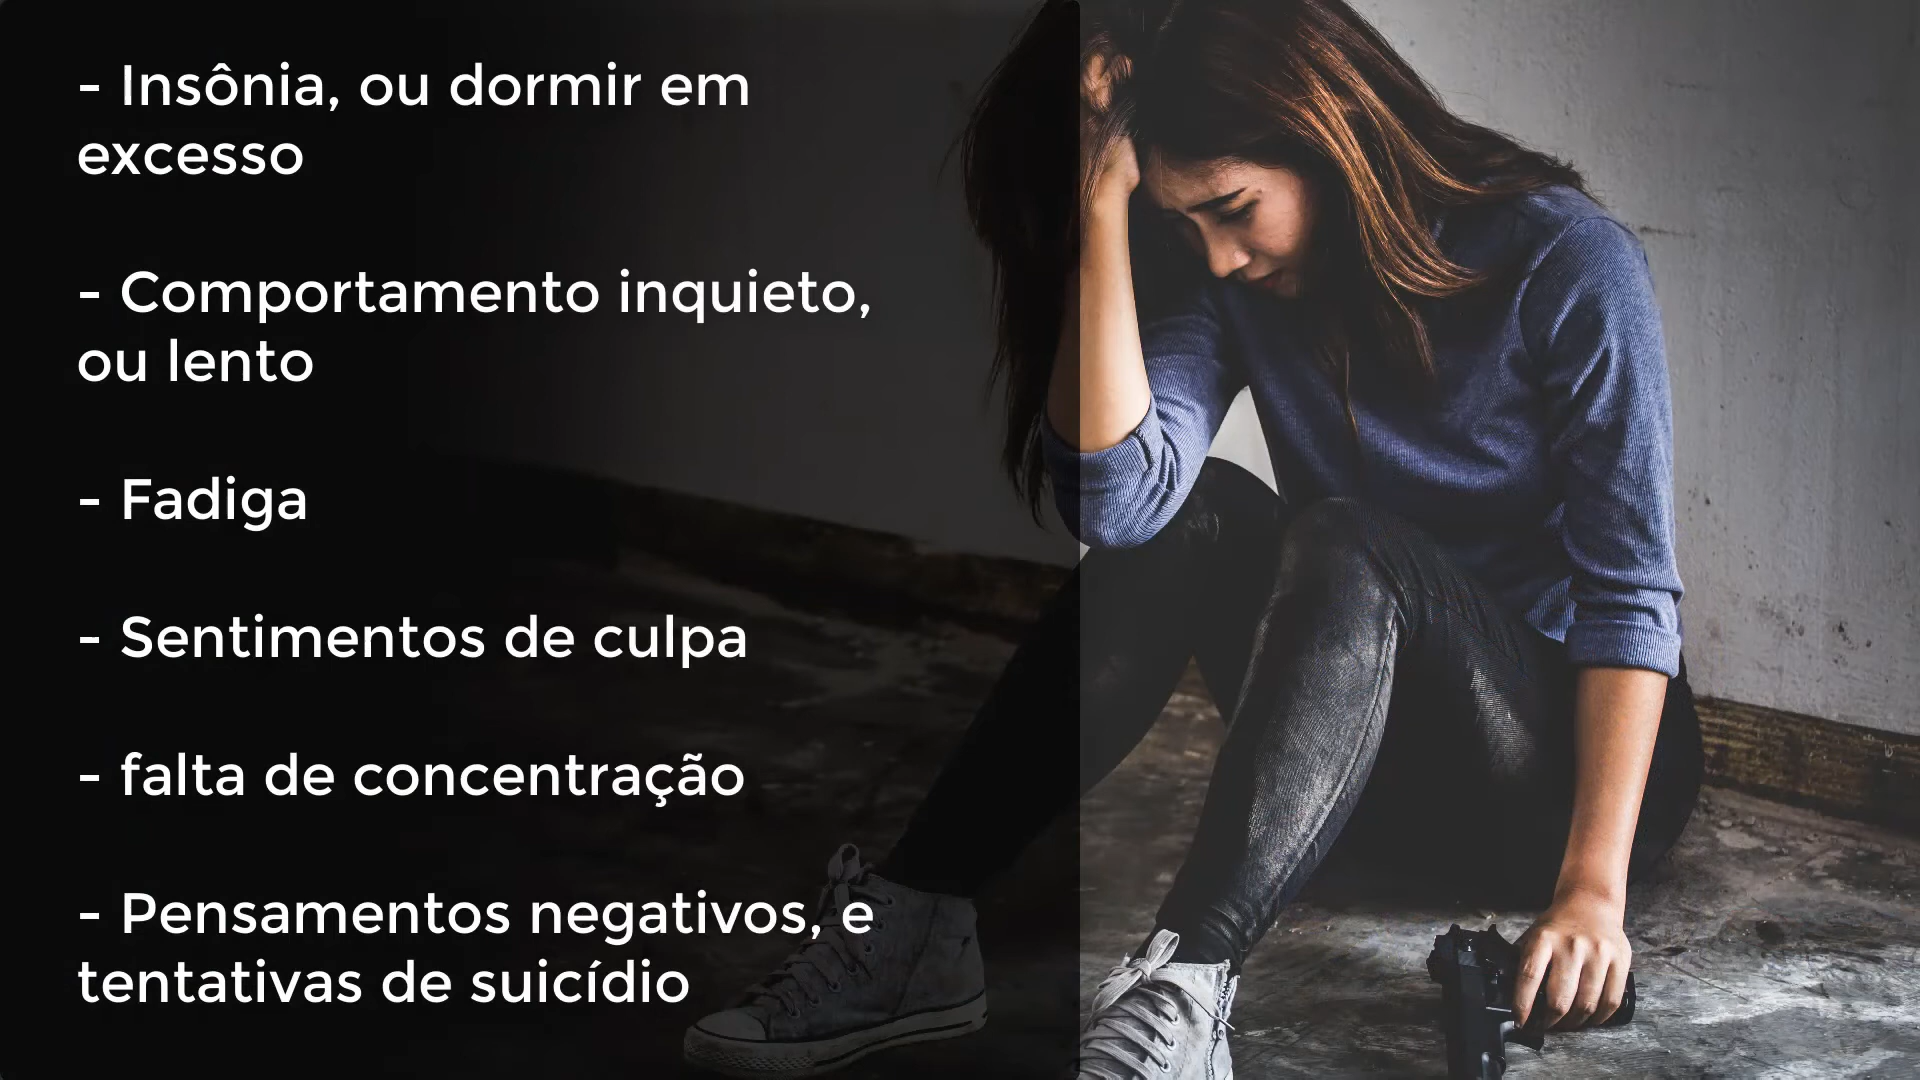 - Insônia, ou dormir em
excesso
- Comportamento inquieto,
ou lento
- Fadiga
- Sentimentos de culpa
- falta de concentração
- Pensamentos negativos, e
tentativas de suicídio